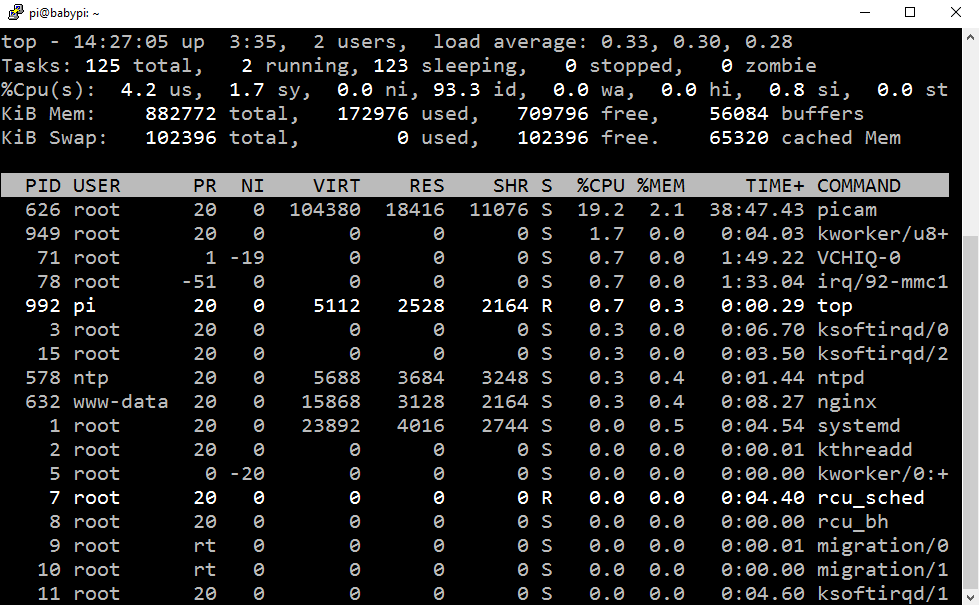 pi@babypi: ~
top - 14:27:05 up  3:35,  2 users,  load average: 0.33, 0.30, 0.28
Tasks: 125 total,   2 running, 123 sleeping,   0 stopped,   0 zombie
%Cpu(s):  4.2 us,  1.7 sy,  0.0 ni, 93.3 id,  0.0 wa,  0.0 hi,  0.8 si,  0.0 st
KiB Mem:    882772 total,   172976 used,   709796 free,    56084 buffers
KiB Swap:   102396 total,        0 used,   102396 free.    65320 cached Mem
  PID USER      PR  NI    VIRT    RES    SHR S  %CPU %MEM     TIME+ COMMAND
  626 root      20   0  104380  18416  11076 S  19.2  2.1  38:47.43 picam
  949 root      20   0       0      0      0 S   1.7  0.0   0:04.03 kworker/u8+
   71 root       1 -19       0      0      0 S   0.7  0.0   1:49.22 VCHIQ-0
   78 root     -51   0       0      0      0 S   0.7  0.0   1:33.04 irq/92-mmc1
  992 pi        20   0    5112   2528   2164 R   0.7  0.3   0:00.29 top
    3 root      20   0       0      0      0 S   0.3  0.0   0:06.70 ksoftirqd/0
   15 root      20   0       0      0      0 S   0.3  0.0   0:03.50 ksoftirqd/2
  578 ntp       20   0    5688   3684   3248 S   0.3  0.4   0:01.44 ntpd
  632 www-data  20   0   15868   3128   2164 S   0.3  0.4   0:08.27 nginx
    1 root      20   0   23892   4016   2744 S   0.0  0.5   0:04.54 systemd
    2 root      20   0       0      0      0 S   0.0  0.0   0:00.01 kthreadd
    5 root       0 -20       0      0      0 S   0.0  0.0   0:00.00 kworker/0:+
    7 root      20   0       0      0      0 R   0.0  0.0   0:04.40 rcu_sched
    8 root      20   0       0      0      0 S   0.0  0.0   0:00.00 rcu_bh
    9 root      rt   0       0      0      0 S   0.0  0.0   0:00.01 migration/0
   10 root      rt   0       0      0      0 S   0.0  0.0   0:00.00 migration/1
   11 root      20   0       0      0      0 S   0.0  0.0   0:04.60 ksoftirqd/1